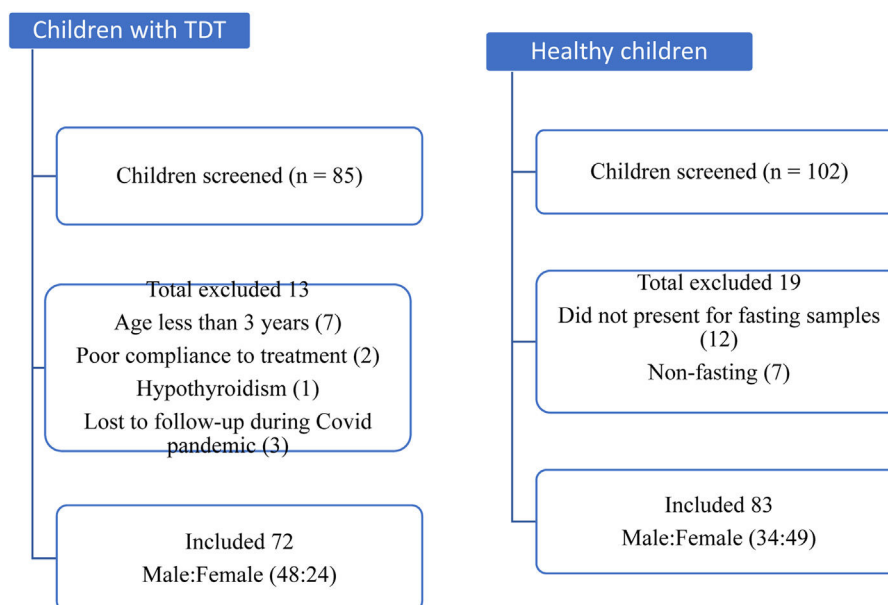 Children with TDT
Children screened (n = 85)
Total excluded 13
Age less than 3 years (7)
Poor compliance to treatment (2)
Hypothyroidism (1)
Lost to follow-up during Covid
pandemic (3)
Included 72
Male:Female (48:24)
Healthy children
Children screened (n = 102)
Total excluded 19
Did not present for fasting samples
(12)
Non-fasting (7)
Included 83
Male:Female (34:49)